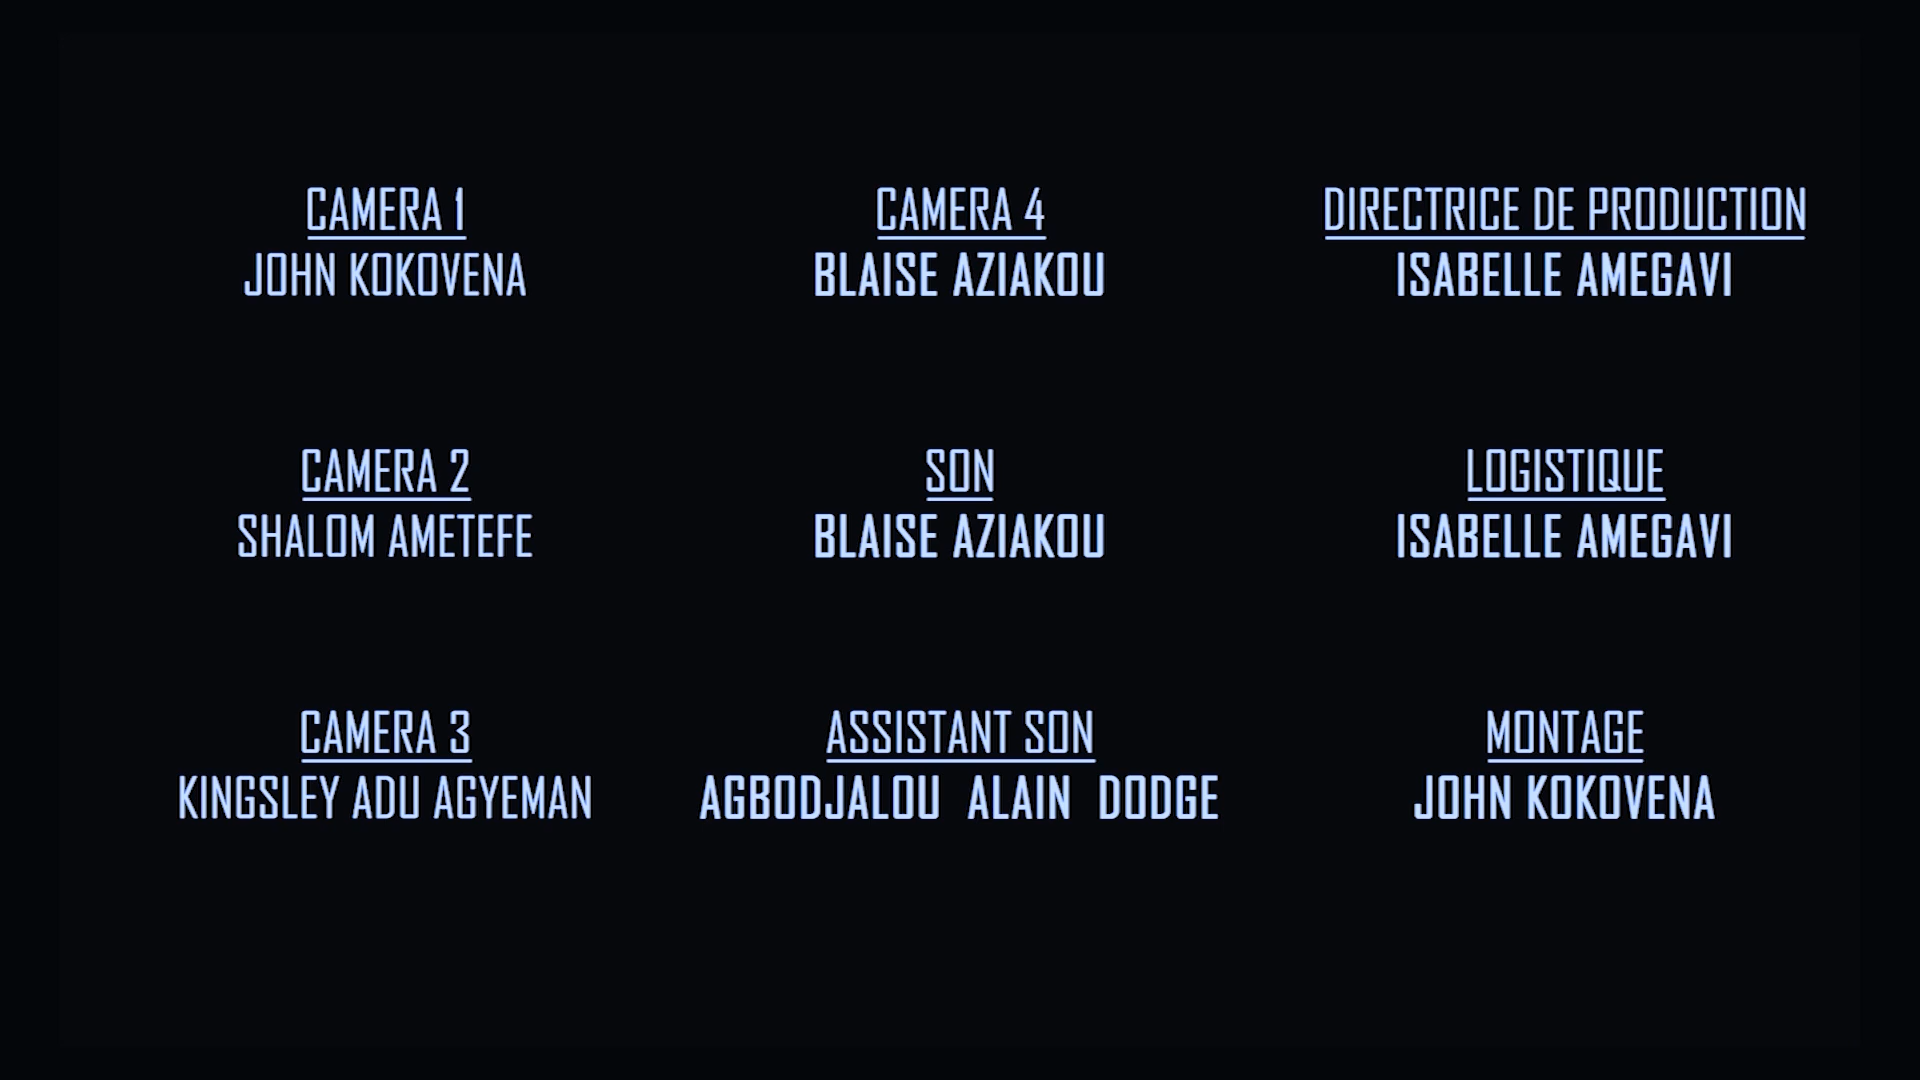 CAMERA 1
JOHN KOKOVENA
CAMERA 2
SHALOM AMETEFE
CAMERA 3
KINGSLEY ADU AGYEMAN
CAMERA 4
BLAISE AZIAKOU
SON
BLAISE AZIAKOU
ASSISTANT SON
AGBODJALOU ALAIN DODGE
DIRECTRICE DE PRODUCTION
ISABELLE AMEGAVI
LOGISTIQUE
ISABELLE AMEGAVI
MONTAGE
JOHN KOKOVENA